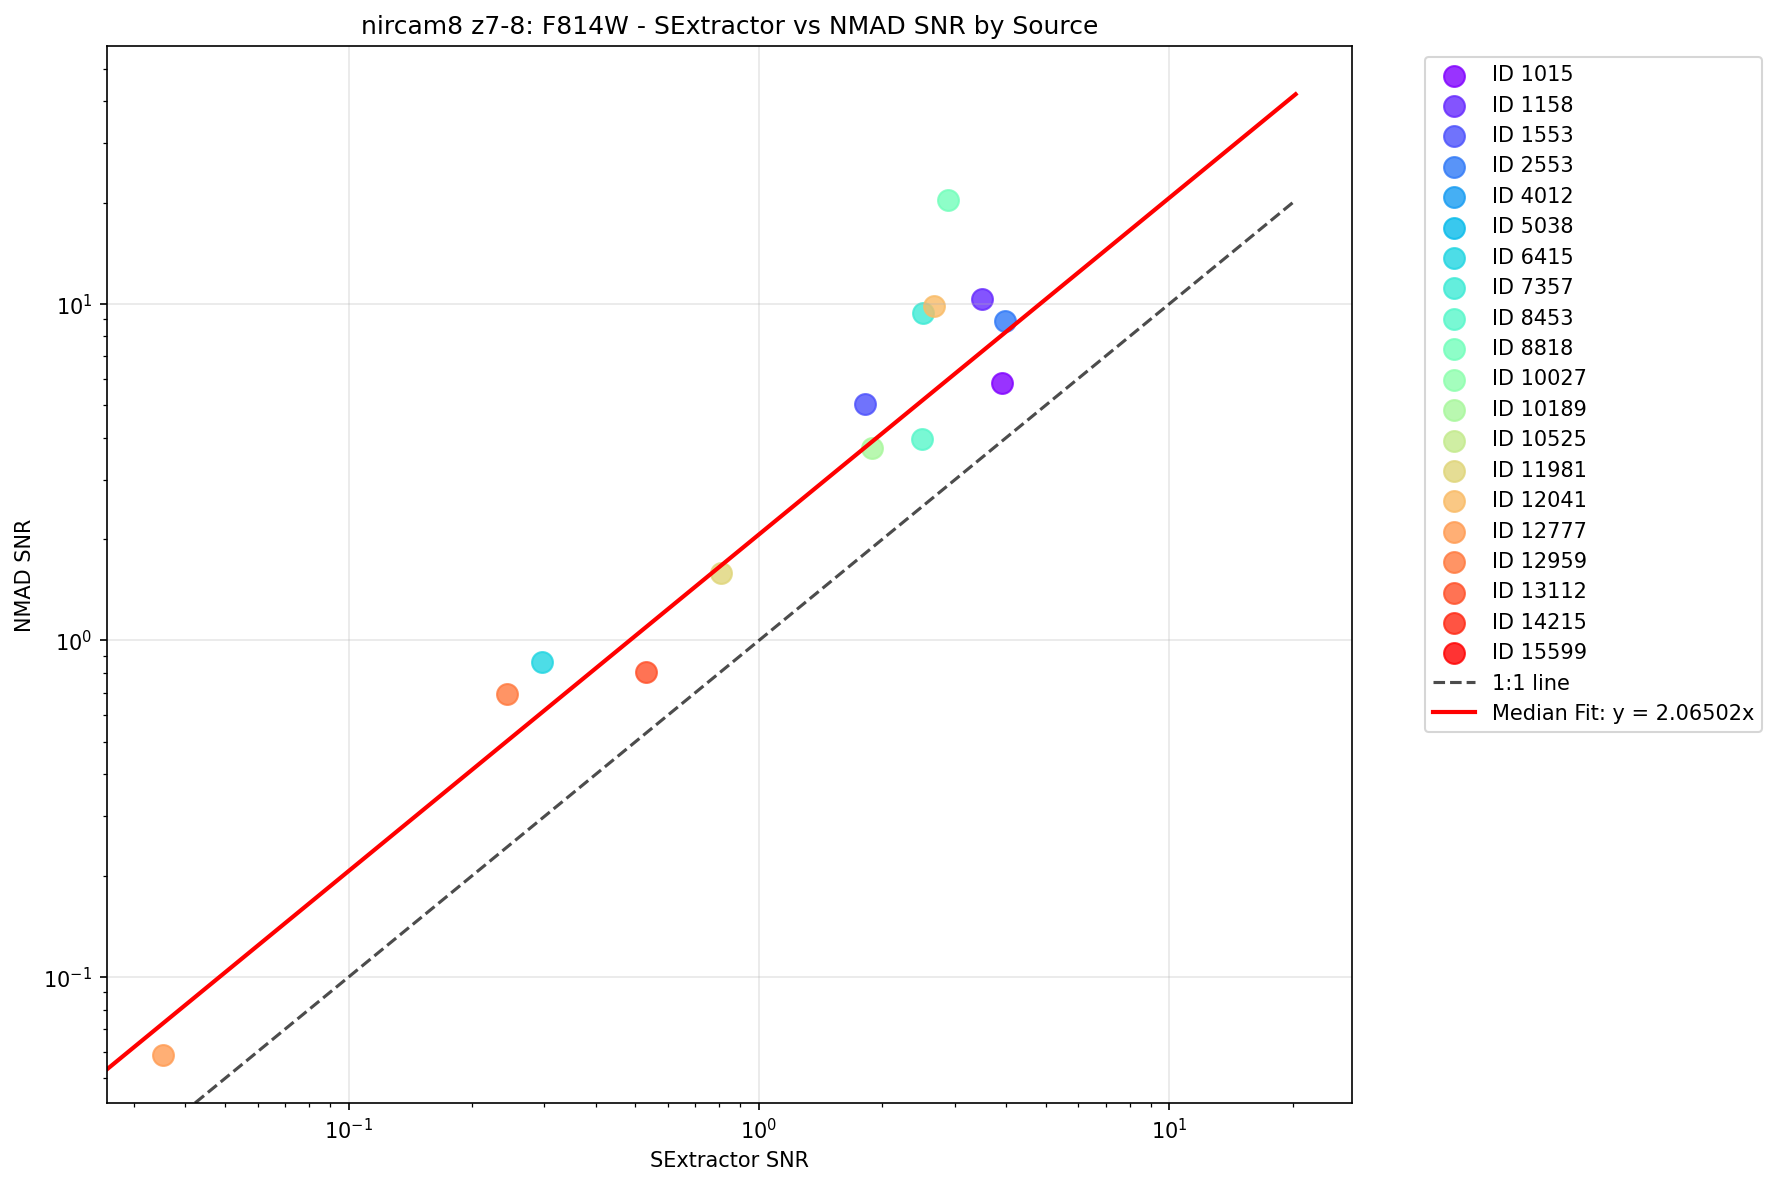 nircam8 z7-8: F814W - SExtractor vs NMAD SNR by Source
NMAD SNR
10¹
10⁰
10⁻¹
10⁻¹
10⁰
10¹
SExtractor SNR
ID 1015
ID 1158
ID 1553
ID 2553
ID 4012
ID 5038
ID 6415
ID 7357
ID 8453
ID 8818
ID 10027
ID 10189
ID 10525
ID 11981
ID 12041
ID 12777
ID 12959
ID 13112
ID 14215
ID 15599
1:1 line
Median Fit: y = 2.06502x